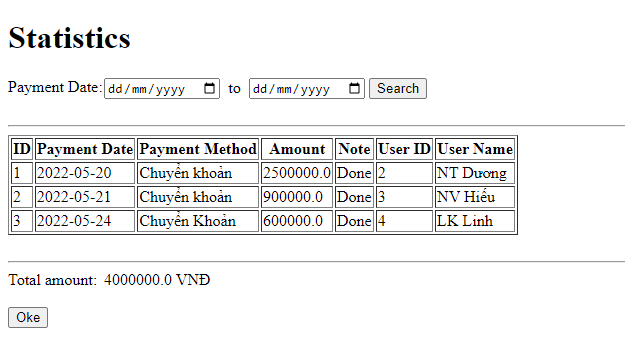 Statistics
Payment Date: dd/mm/yyyy to dd/mm/yyyy Search
ID Payment Date Payment Method Amount Note User ID User Name
1 2022-05-20 Chuyển khoản 2500000.0 Done 2 NT Dương
2 2022-05-21 Chuyển khoản 900000.0 Done 3 NV Hiếu
3 2022-05-24 Chuyển Khoản 600000.0 Done 4 LK Linh
Total amount: 4000000.0 VNĐ
Oke